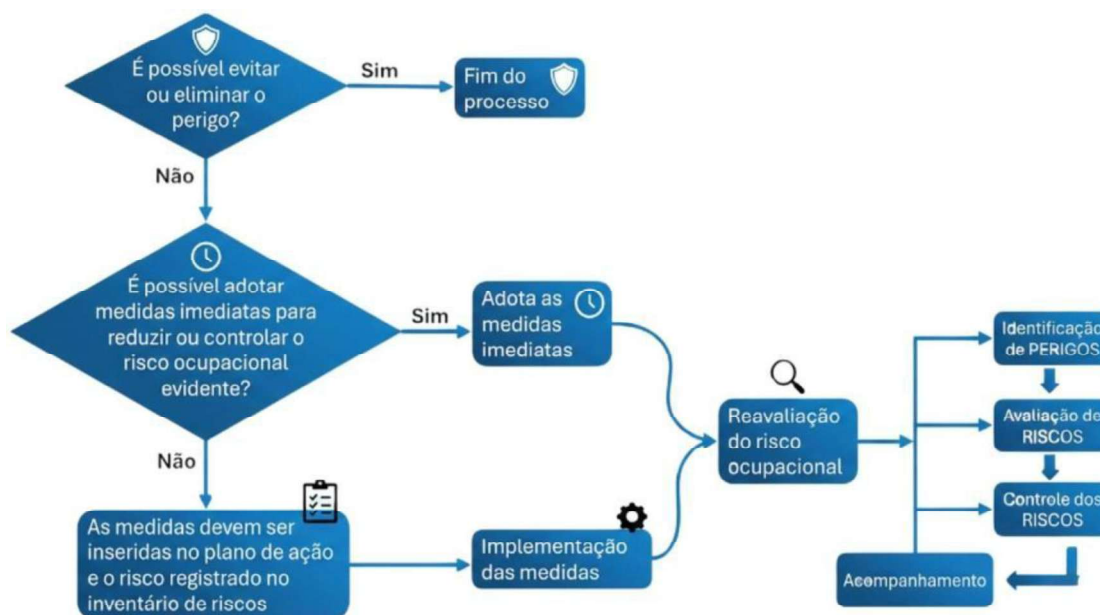 É possível evitar
ou eliminar o
perigo?
Sim
Fim do
processo
Não
É possível adotar
medidas imediatas para
reduzir ou controlar o
risco ocupacional
evidente?
Sim
Adota as
medidas
imediatas
Não
As medidas devem ser
inseridas no plano de ação
e o risco registrado no
inventário de riscos
Implementação
das medidas
Reavaliação
do risco
ocupacional
Identificação
de PERIGOS
Avaliação de
RISCOS
Controle dos
RISCOS
Acompanhamento